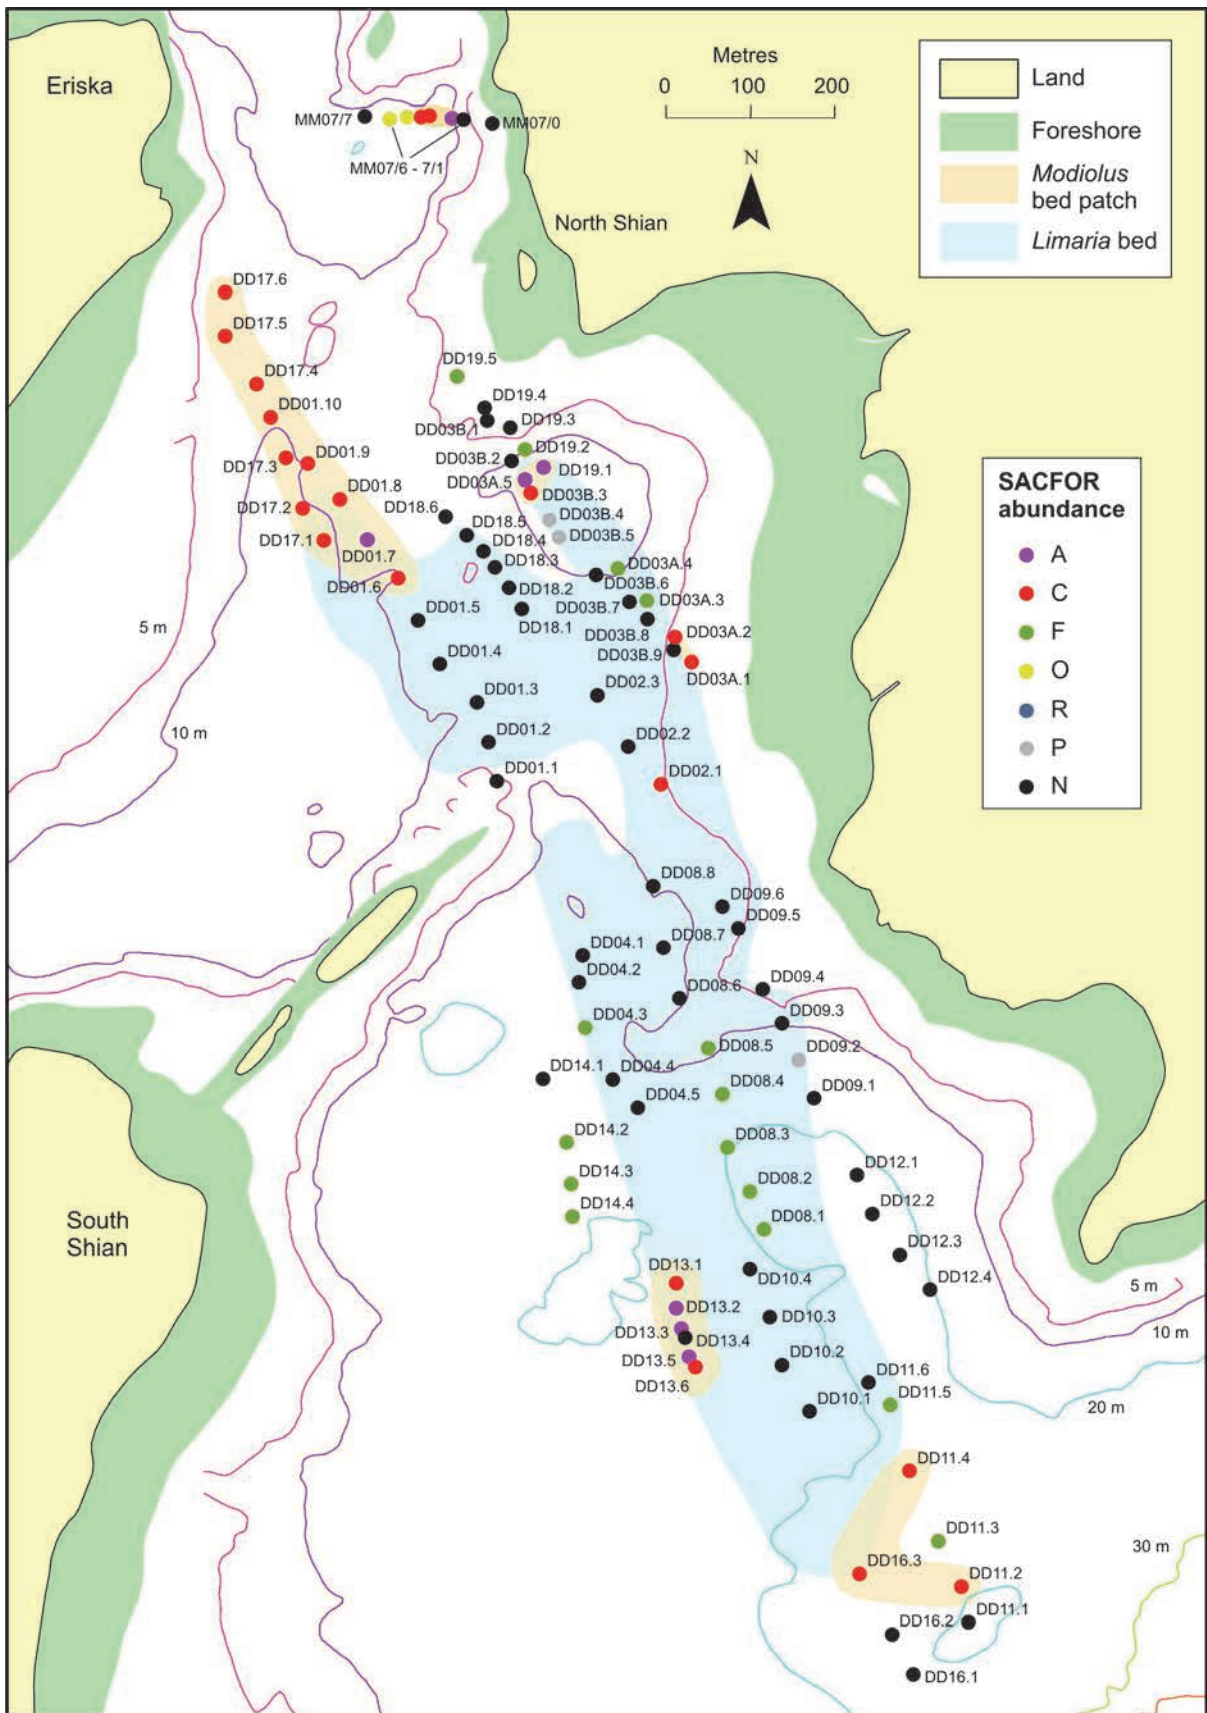 Eriska
Metres
0 100 200
N
Land
Foreshore
Modiolus
bed patch
Limaria bed
MM07/7
MM07/0
MM07/6 - 7/1
North Shian
DD17.6
DD17.5
DD17.4
DD01.10
DD17.3
DD01.9
DD01.8
DD17.2
DD17.1
DD01.7
DD01.6
DD19.5
DD19.4
DD03B.1
DD19.3
DD19.2
DD03B.2
DD19.1
DD03A.5
DD03B.3
DD03B.4
DD03B.5
DD18.6
DD18.5
DD18.4
DD18.3
DD18.2
DD18.1
DD03A.4
DD03B.6
DD03B.7
DD03A.3
DD03B.8
DD03A.2
DD03B.9
DD03A.1
SACFOR
abundance
A
C
F
O
R
P
N
5 m
10 m
DD01.5
DD01.4
DD01.3
DD01.2
DD01.1
DD02.3
DD02.2
DD02.1
DD08.8
DD09.6
DD09.5
DD08.7
DD04.1
DD04.2
DD08.6
DD09.4
DD04.3
DD09.3
DD08.5
DD09.2
DD14.1
DD04.4
DD08.4
DD09.1
DD04.5
DD14.2
DD08.3
DD12.1
DD14.3
DD08.2
DD12.2
DD14.4
DD08.1
South
Shian
DD12.3
DD13.1
DD10.4
DD12.4
5 m
DD13.2
DD13.3
DD13.4
DD10.3
10 m
DD13.5
DD10.2
DD13.6
DD11.6
DD10.1
DD11.5
20 m
DD11.4
DD11.3
30 m
DD16.3
DD11.2
DD11.1
DD16.2
DD16.1